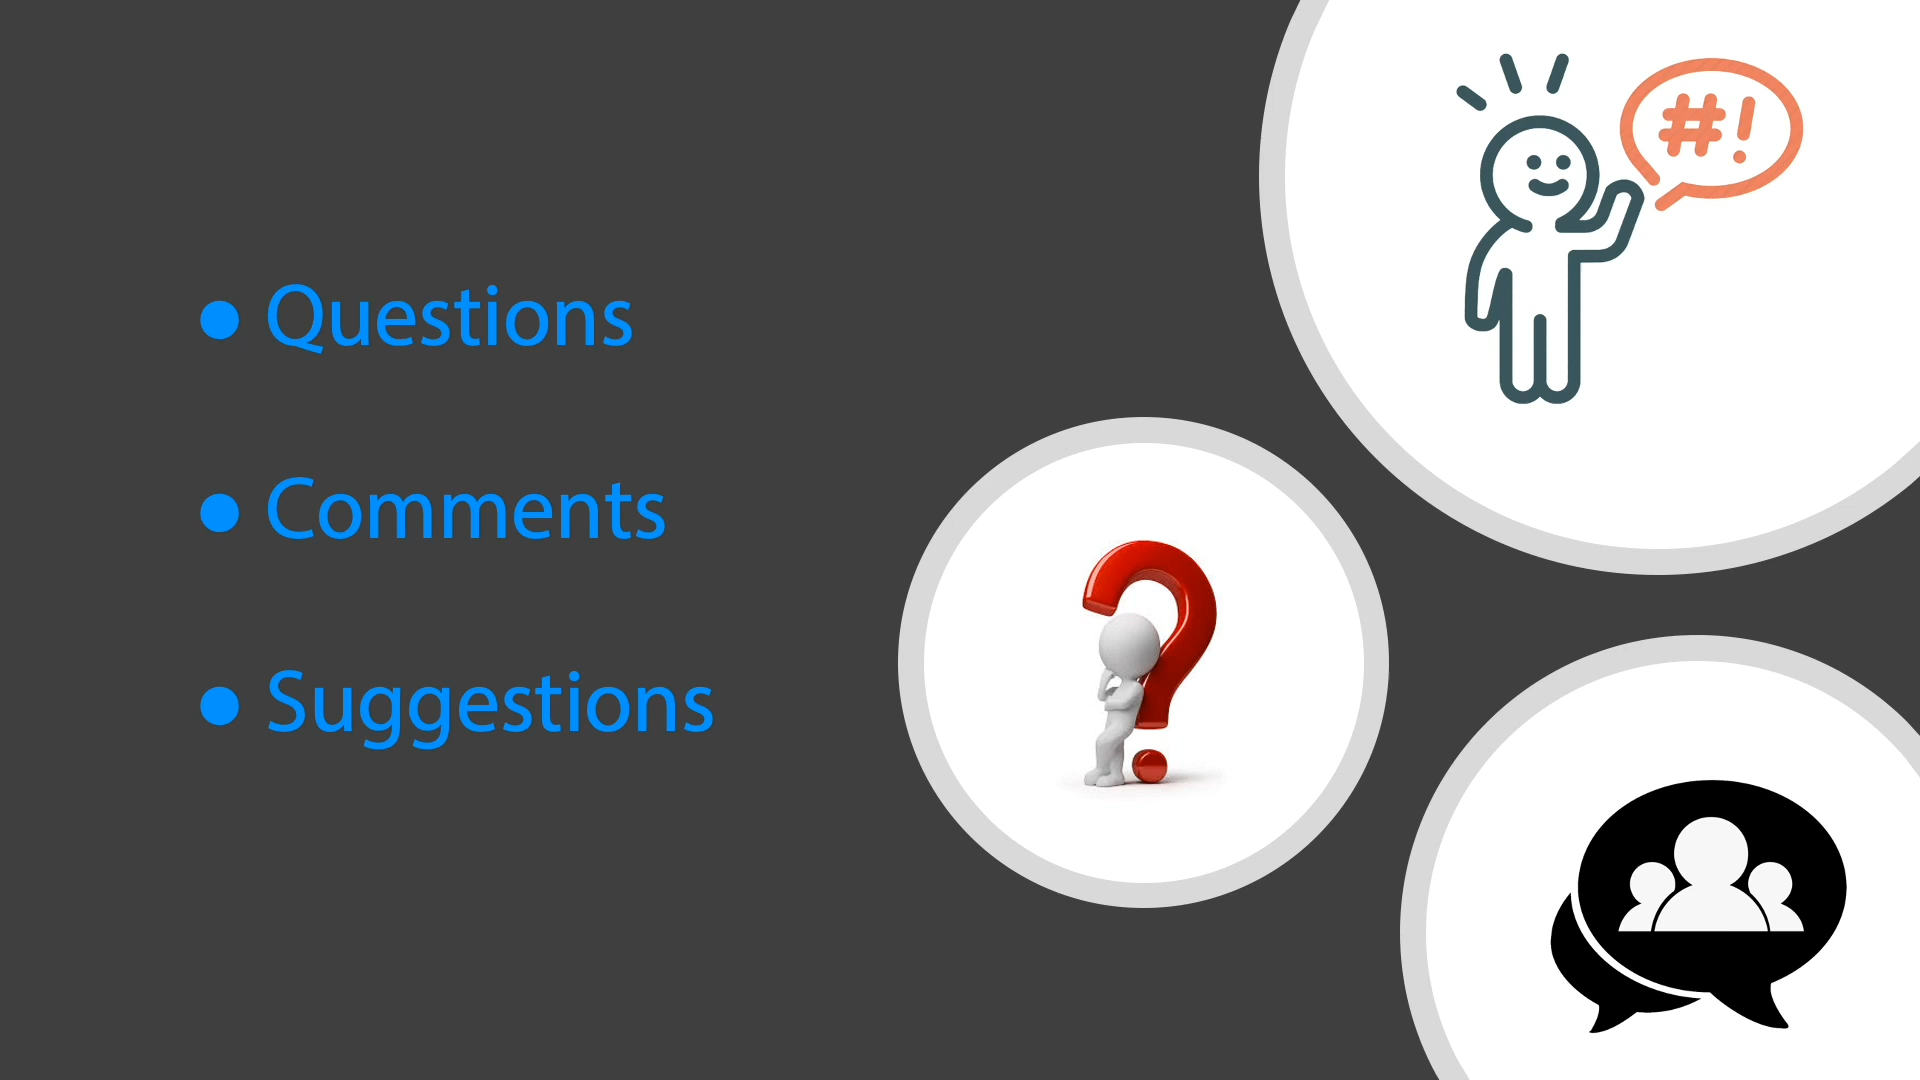 • Questions
• Comments
• Suggestions
#!
?